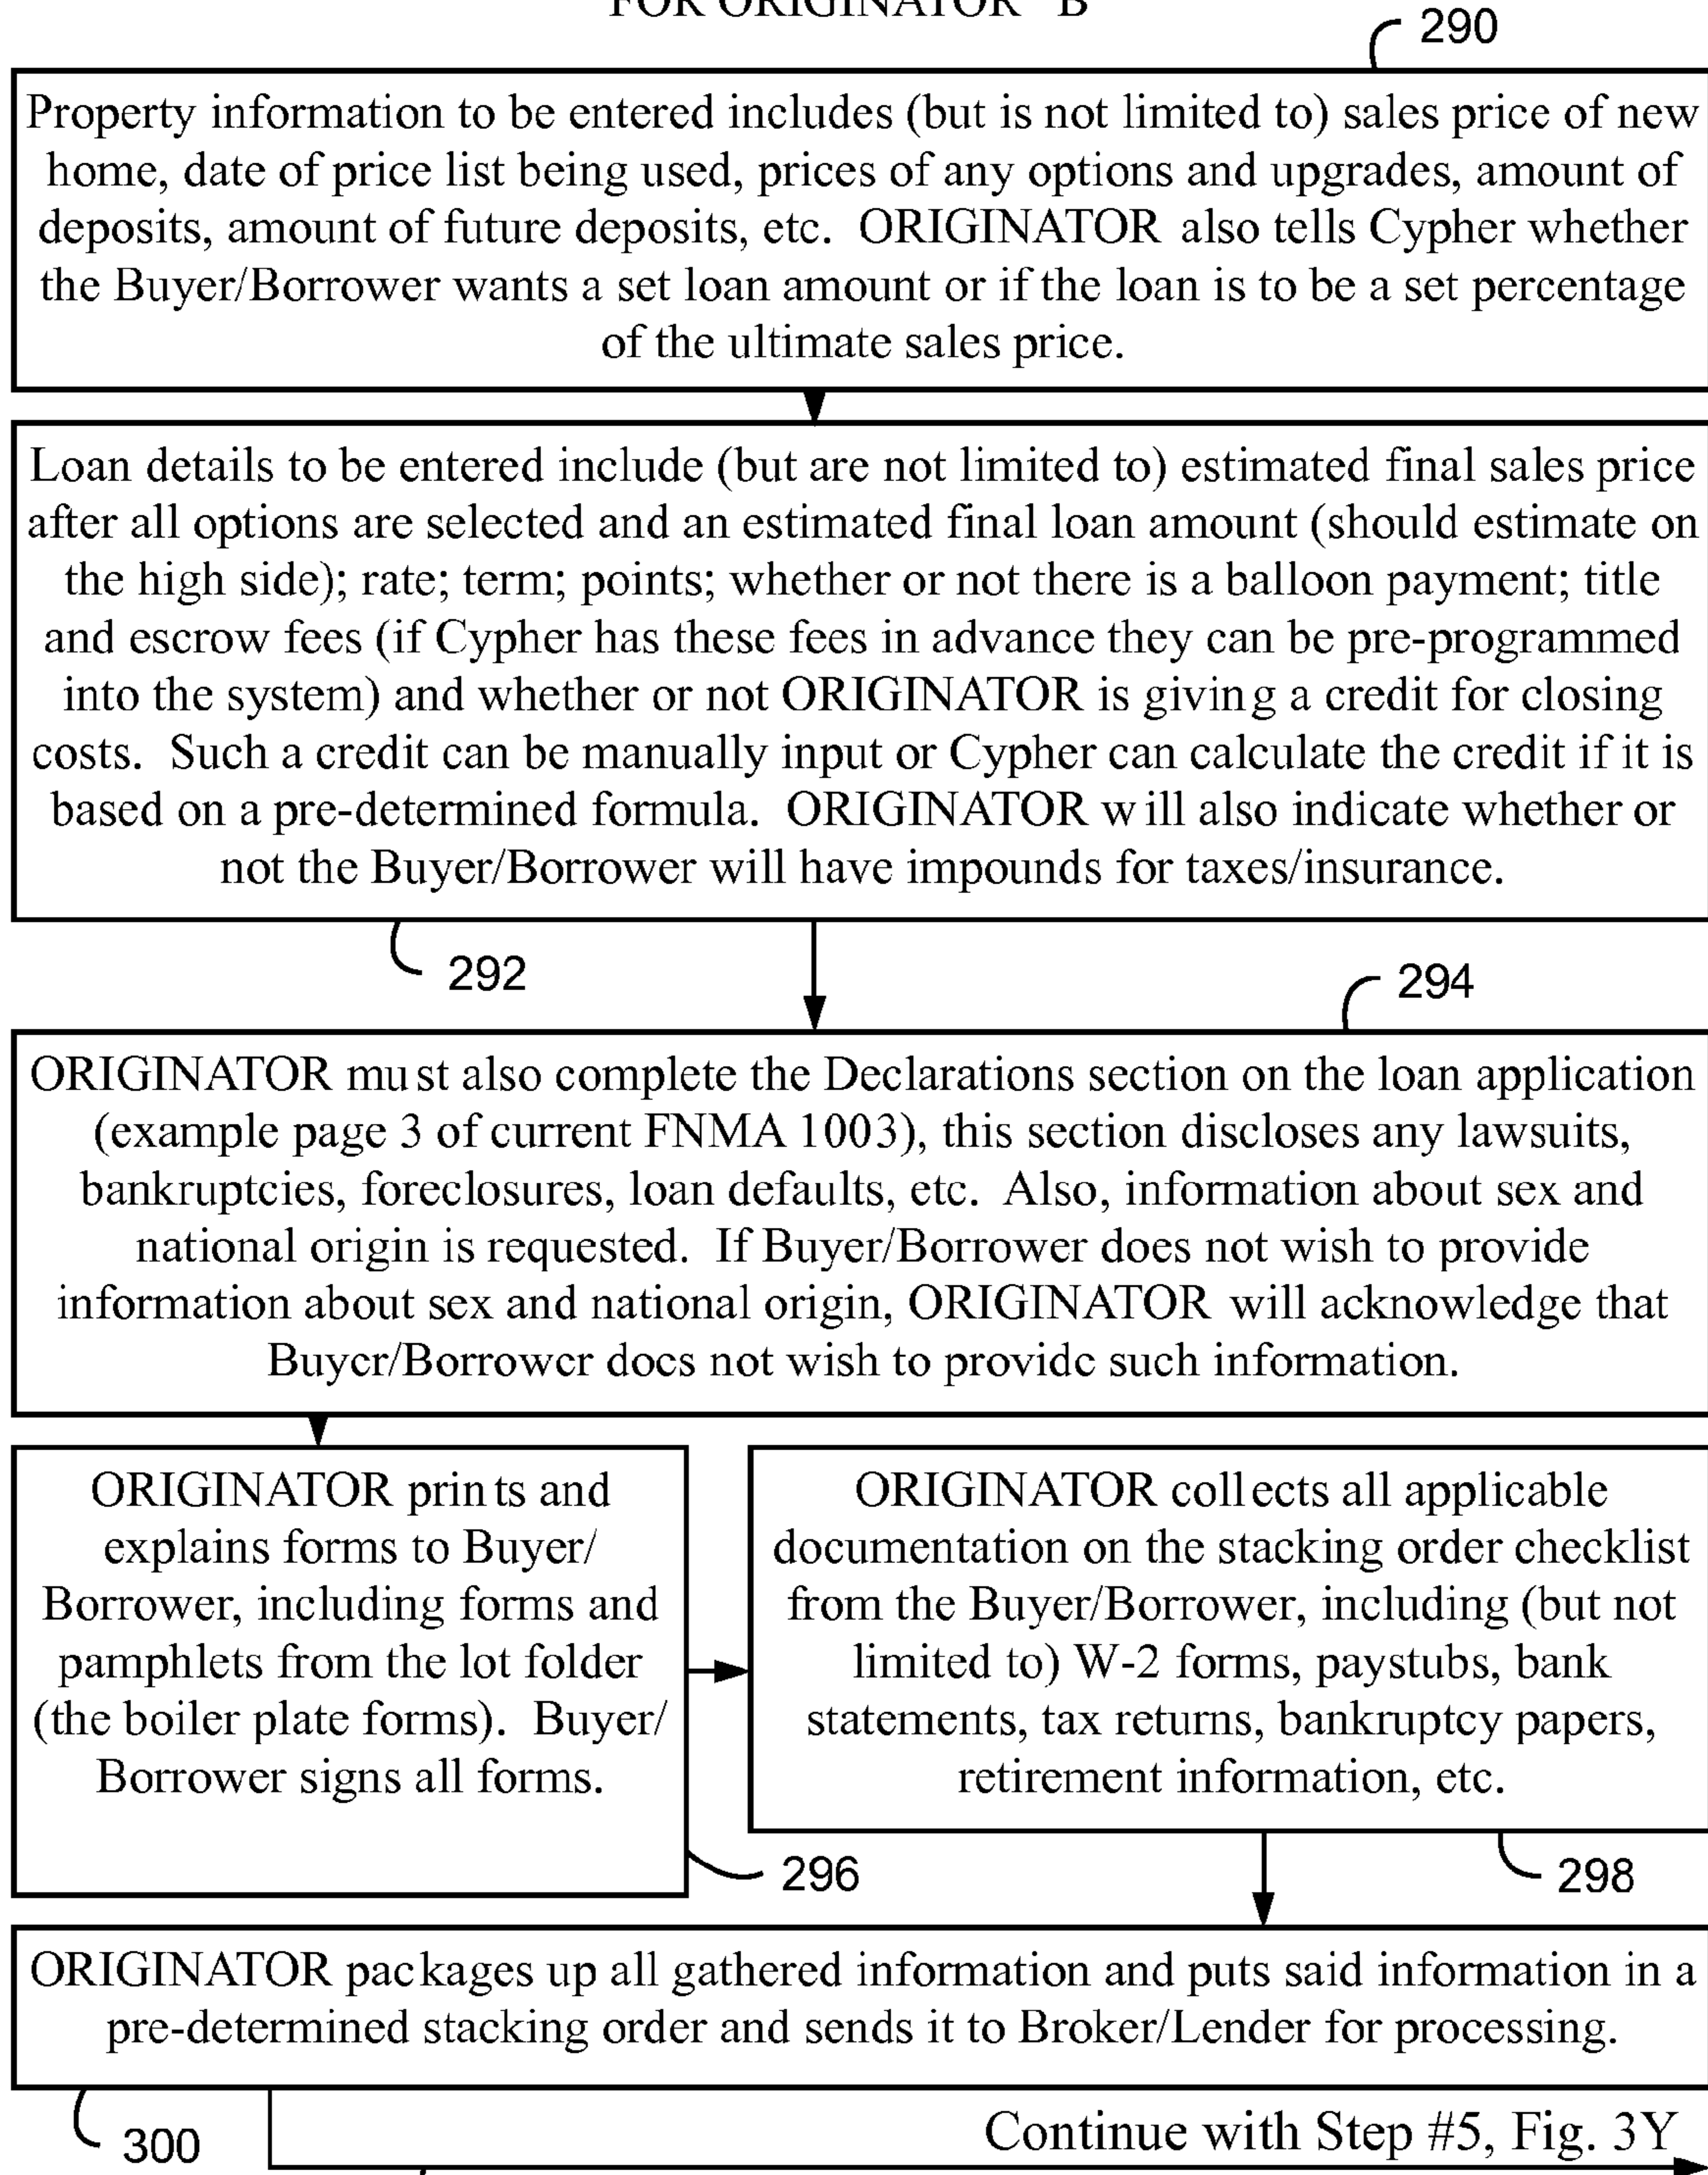 FOR ORIGINATOR "B"
290
Property information to be entered includes (but is not limited to) sales price of new
home, date of price list being used, prices of any options and upgrades, amount of
deposits, amount of future deposits, etc.  ORIGINATOR also tells Cypher whether
the Buyer/Borrower wants a set loan amount or if the loan is to be a set percentage
of the ultimate sales price.
Loan details to be entered include (but are not limited to) estimated final sales price
after all options are selected and an estimated final loan amount (should estimate on
the high side); rate; term; points; whether or not there is a balloon payment; title
and escrow fees (if Cypher has these fees in advance they can be pre-programmed
into the system) and whether or not ORIGINATOR is giving a credit for closing
costs.  Such a credit can be manually input or Cypher can calculate the credit if it is
based on a pre-determined formula.  ORIGINATOR will also indicate whether or
not the Buyer/Borrower will have impounds for taxes/insurance.
292
294
ORIGINATOR must also complete the Declarations section on the loan application
(example page 3 of current FNMA 1003), this section discloses any lawsuits,
bankruptcies, foreclosures, loan defaults, etc.  Also, information about sex and
national origin is requested.  If Buyer/Borrower does not wish to provide
information about sex and national origin, ORIGINATOR will acknowledge that
Buyer/Borrower does not wish to provide such information.
ORIGINATOR prints and
explains forms to Buyer/
Borrower, including forms and
pamphlets from the lot folder
(the boiler plate forms).  Buyer/
Borrower signs all forms.
296
ORIGINATOR collects all applicable
documentation on the stacking order checklist
from the Buyer/Borrower, including (but not
limited to) W-2 forms, paystubs, bank
statements, tax returns, bankruptcy papers,
retirement information, etc.
298
ORIGINATOR packages up all gathered information and puts said information in a
pre-determined stacking order and sends it to Broker/Lender for processing.
300
Continue with Step #5, Fig. 3Y